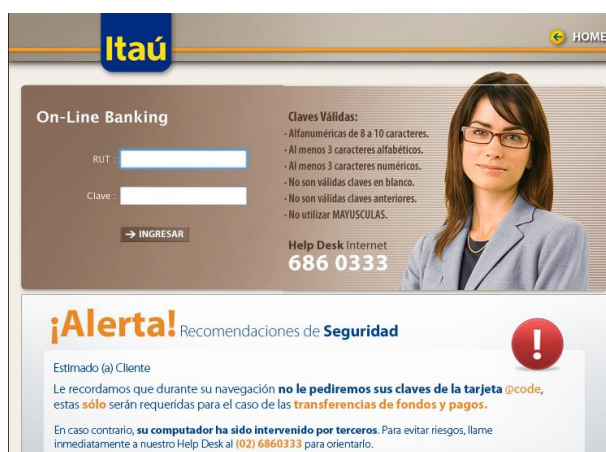 Itaú
HOME
On-Line Banking
RUT :
Clave :
→ INGRESAR
Claves Válidas:
- Alfanuméricas de 8 a 10 caracteres.
- Al menos 3 caracteres alfabéticos.
- Al menos 3 caracteres numéricos.
- No son válidas claves en blanco.
- No son válidas claves anteriores.
- No utilizar MAYUSCULAS.
Help Desk Internet
686 0333
¡Alerta! Recomendaciones de Seguridad
Estimado (a) Cliente
Le recordamos que durante su navegación no le pediremos sus claves de la tarjeta @code,
estas sólo serán requeridas para el caso de las transferencias de fondos y pagos.
En caso contrario, su computador ha sido intervenido por terceros. Para evitar riesgos, llame
inmediatamente a nuestro Help Desk al (02) 6860333 para orientarlo.